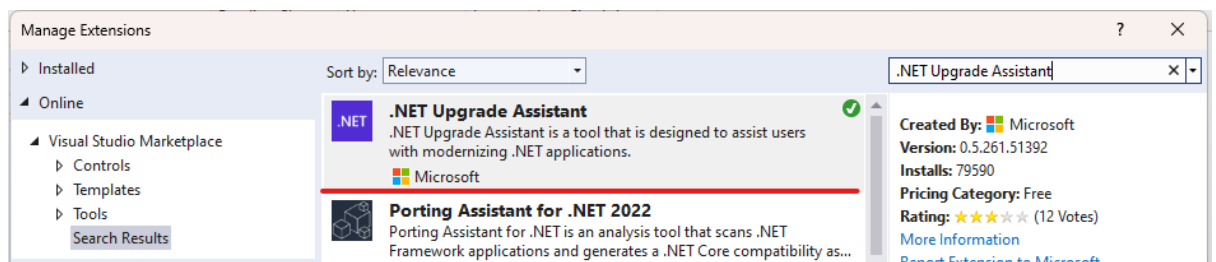 Manage Extensions
?
Installed
Online
Visual Studio Marketplace
Controls
Templates
Tools
Search Results
Sort by: Relevance
.NET
.NET Upgrade Assistant
.NET Upgrade Assistant is a tool that is designed to assist users
with modernizing .NET applications.
Microsoft
Porting Assistant for .NET 2022
Porting Assistant for .NET is an analysis tool that scans .NET
Framework applications and generates a .NET Core compatibility as...
.NET Upgrade Assistant
Created By: Microsoft
Version: 0.5.261.51392
Installs: 79590
Pricing Category: Free
Rating: (12 Votes)
More Information
Report Extension to Microsoft